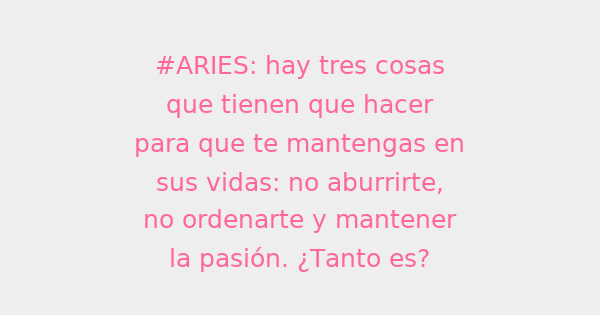 #ARIES: hay tres cosas
que tienen que hacer
para que te mantengas en
sus vidas: no aburrirte,
no ordenarte y mantener
la pasión. ¿Tanto es?